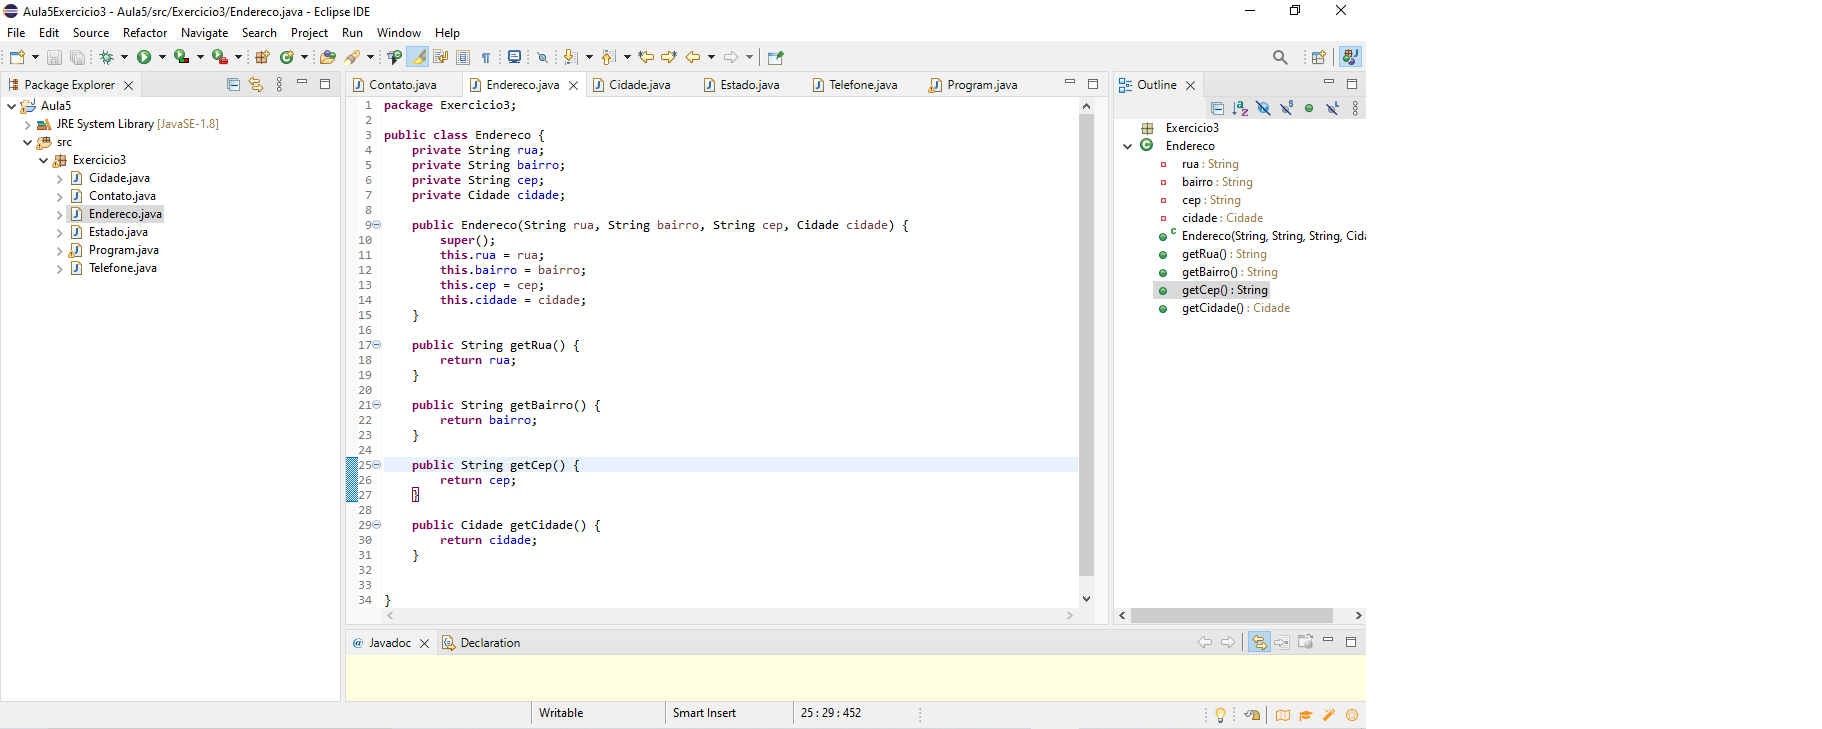 Aula5Exercicio3 - Aula5/src/Exercicio3/Endereco.java - Eclipse IDE
File Edit Source Refactor Navigate Search Project Run Window Help
Package Explorer
Aula5
JRE System Library [JavaSE-1.8]
src
Exercicio3
Cidade.java
Contato.java
Endereco.java
Estado.java
Program.java
Telefone.java
Contato.java Endereco.java Cidade.java Estado.java Telefone.java Program.java
1 package Exercicio3;
2
3 public class Endereco {
4 private String rua;
5 private String bairro;
6 private String cep;
7 private Cidade cidade;
8
9 public Endereco(String rua, String bairro, String cep, Cidade cidade) {
10 super();
11 this.rua = rua;
12 this.bairro = bairro;
13 this.cep = cep;
14 this.cidade = cidade;
15 }
16
17 public String getRua() {
18 return rua;
19 }
20
21 public String getBairro() {
22 return bairro;
23 }
24
25 public String getCep() {
26 return cep;
27 }
28
29 public Cidade getCidade() {
30 return cidade;
31 }
32
33
34 }
Outline
Exercicio3
Endereco
rua : String
bairro : String
cep : String
cidade : Cidade
Endereco(String, String, String, Cida
getRua() : String
getBairro() : String
getCep() : String
getCidade() : Cidade
@ Javadoc Declaration
Writable Smart Insert 25 : 29 : 452